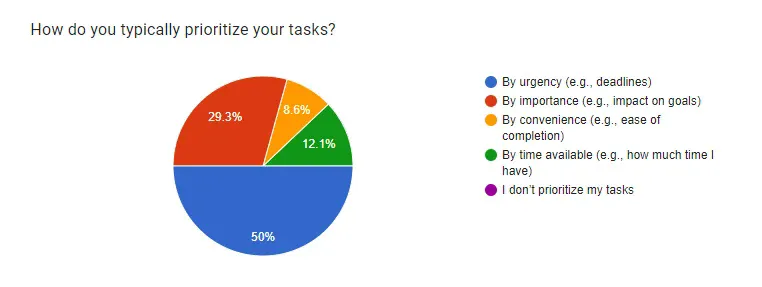 How do you typically prioritize your tasks?
29.3%
8.6%
12.1%
50%
By urgency (e.g., deadlines)
By importance (e.g., impact on goals)
By convenience (e.g., ease of
completion)
By time available (e.g., how much time I
have)
I don't prioritize my tasks